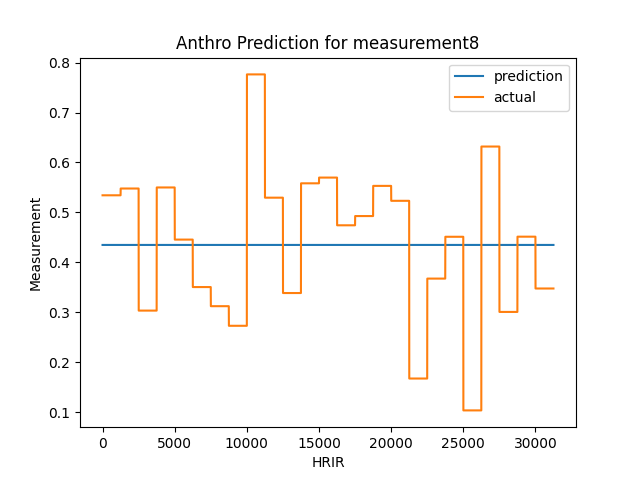 Anthro Prediction for measurement8
prediction
actual
0.8
0.7
0.6
0.5
0.4
0.3
0.2
0.1
Measurement
0 5000 10000 15000 20000 25000 30000
HRIR